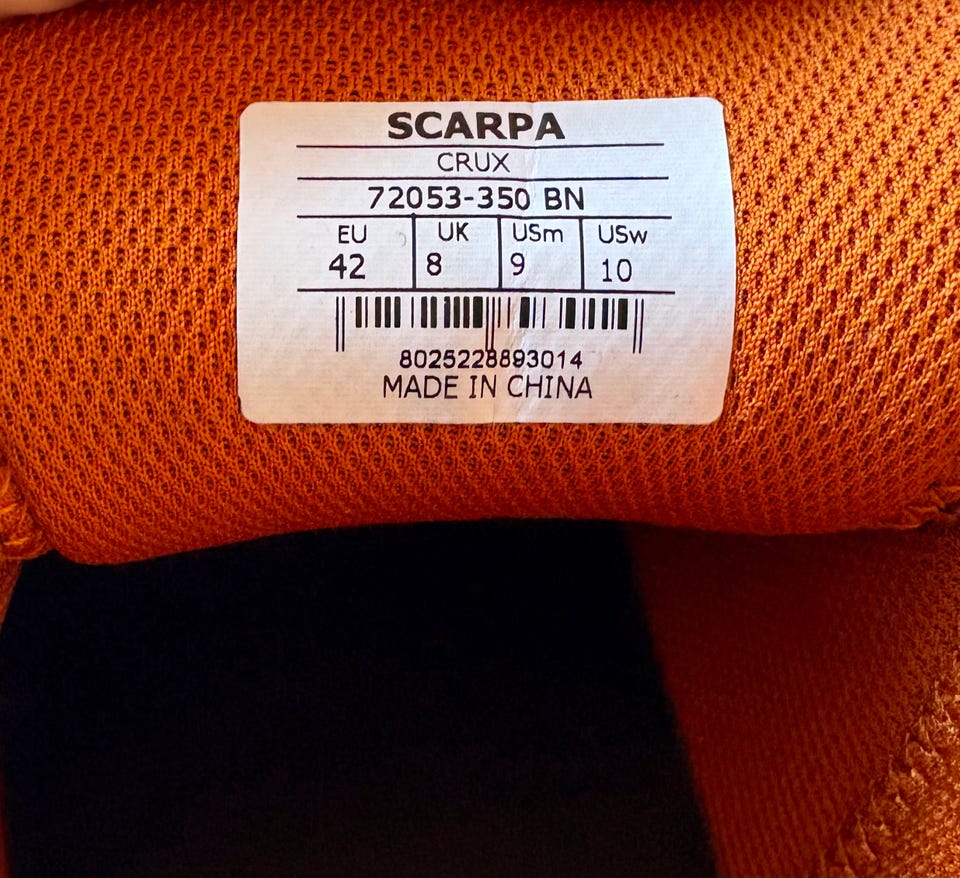 SCARPA
CRUX
72053-350 BN
EU UK USm USw
42 8 9 10
8025228893014
MADE IN CHINA